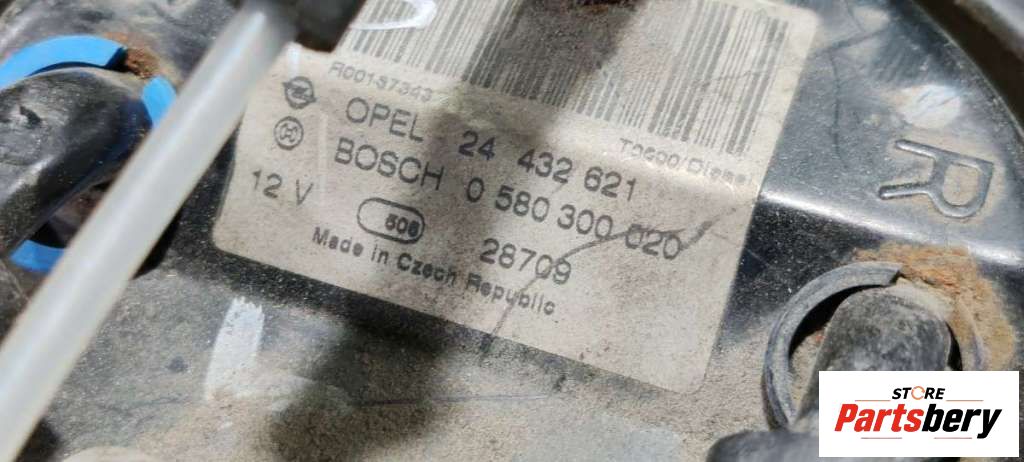 R00137343
T3000/Diesel
OPEL 24 432 621
BOSCH 0 580 300 020
12 V 508 28709
Made in Czech Republic
R
STORE
Partsbery